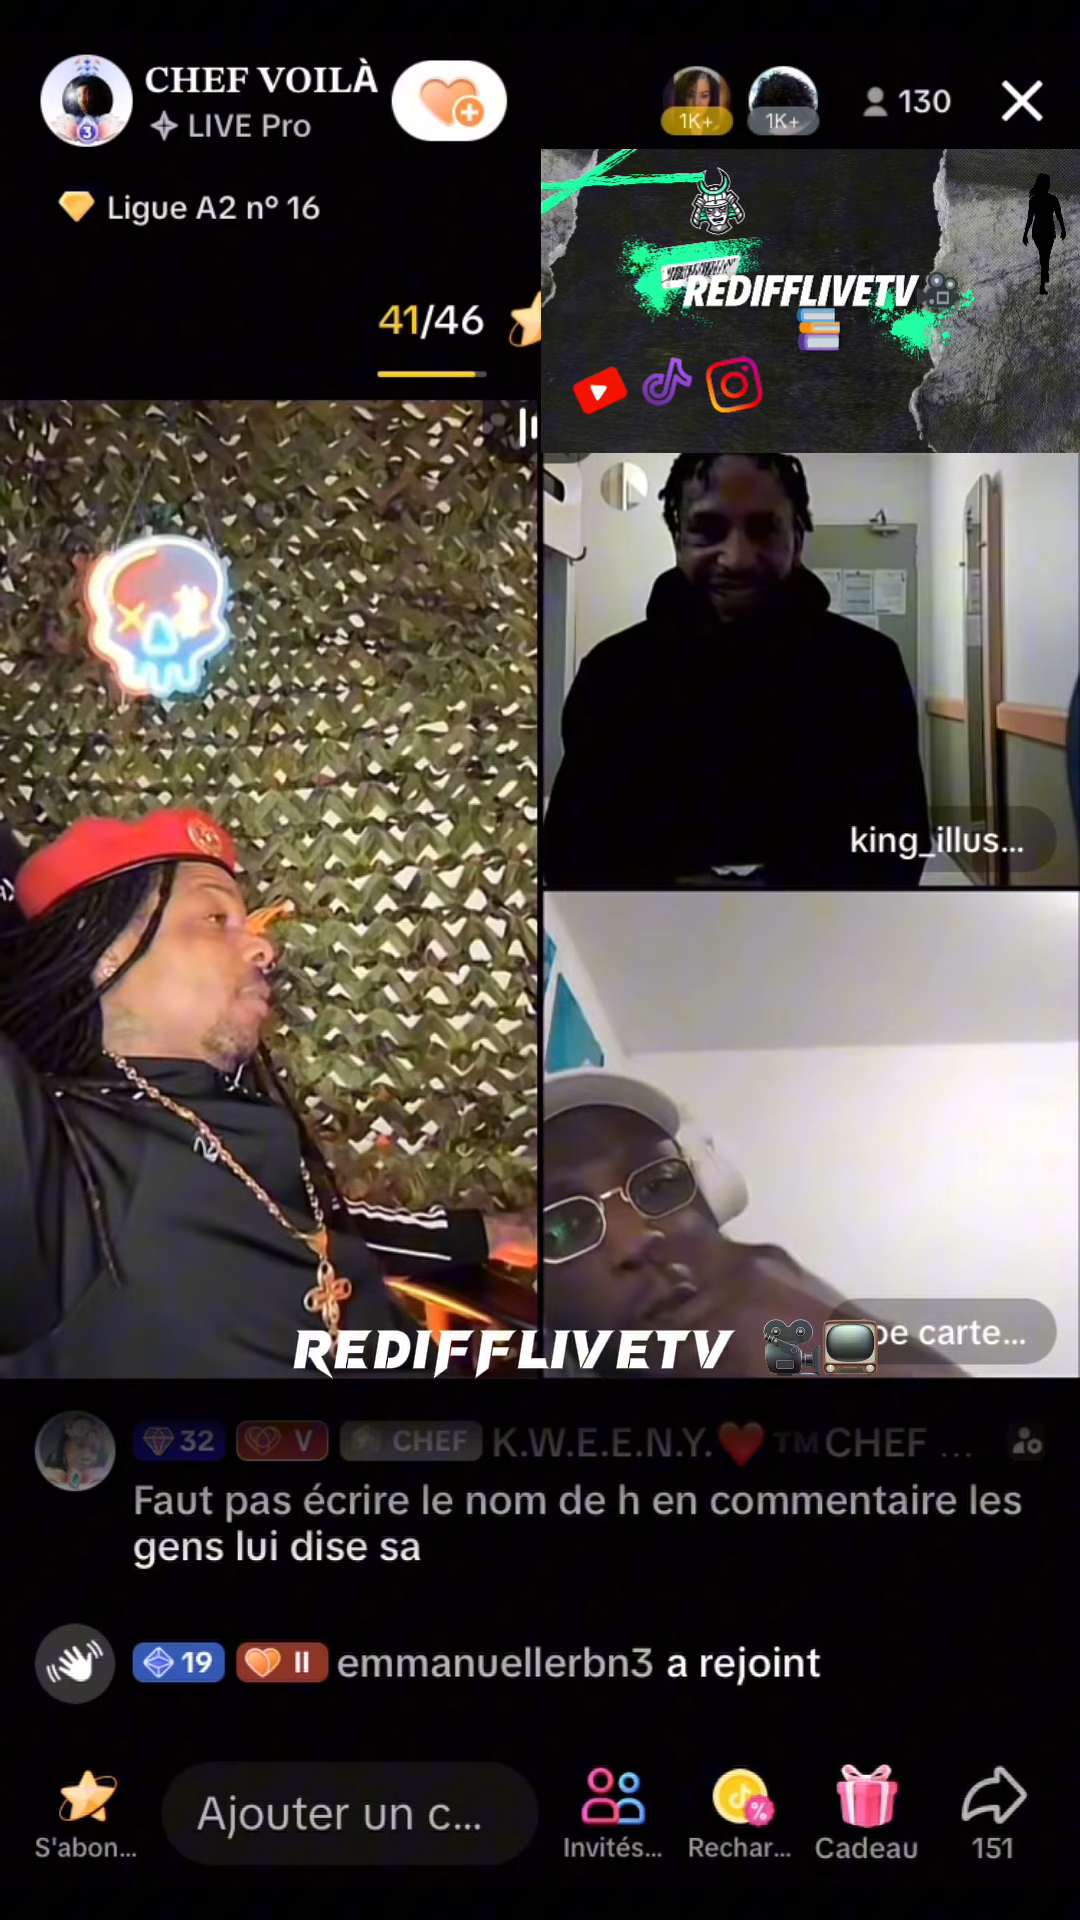 CHEF VOILÀ
LIVE Pro
3
1K+
1K+
130
Ligue A2 n° 16
41/46
REDIFFLIVETV
king_illus...
pe carte...
REDIFFLIVETV
32
V
CHEF
K.W.E.E.N.Y.❤️™CHEF ...
Faut pas écrire le nom de h en commentaire les
gens lui dise sa
19
II
emmanuellerbn3 a rejoint
Ajouter un c...
S'abon...
Invités...
Rechar...
Cadeau
151